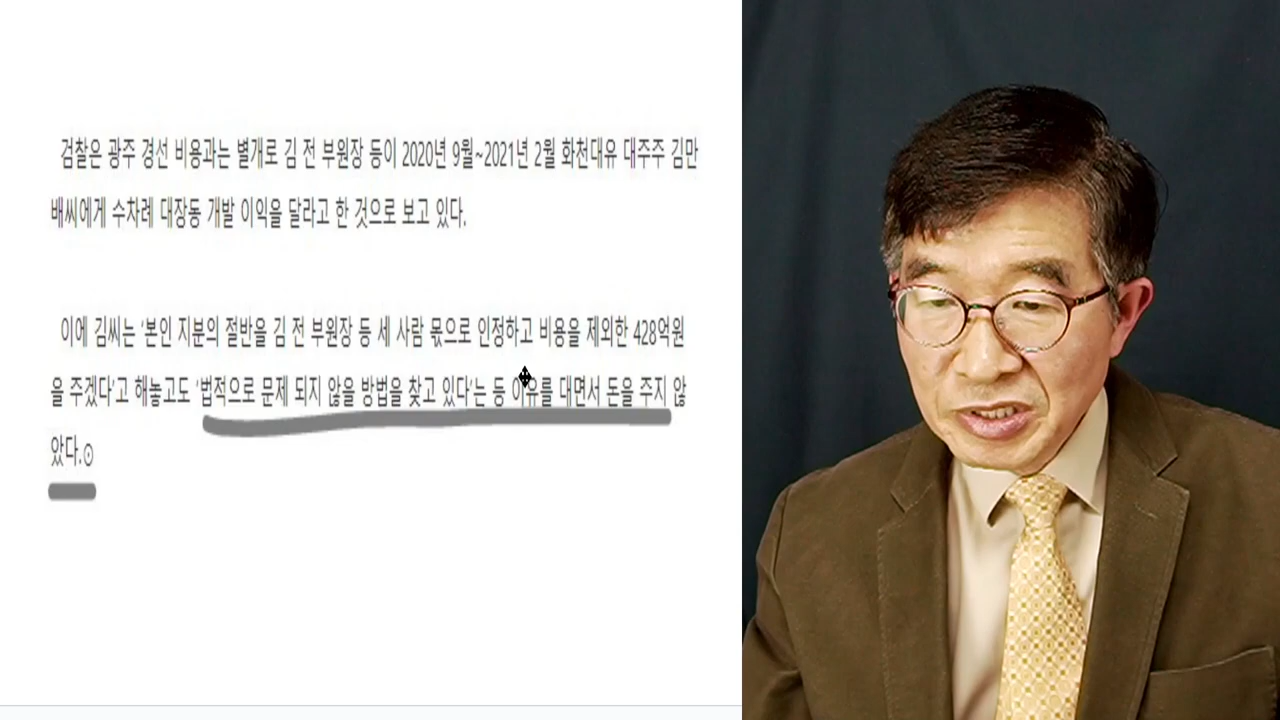 검찰은 광주 경선 비용과는 별개로 김 전 부원장 등이 2020년 9월~2021년 2월 화천대유 대주주 김만
배씨에게 수차례 대장동 개발 이익을 달라고 한 것으로 보고 있다.
이에 김씨는 '본인 지분의 절반을 김 전 부원장 등 세 사람 몫으로 인정하고 비용을 제외한 428억원
을 주겠다'고 해놓고도 '법적으로 문제 되지 않을 방법을 찾고 있다'는 등 이유를 대면서 돈을 주지 않
았다.⊙